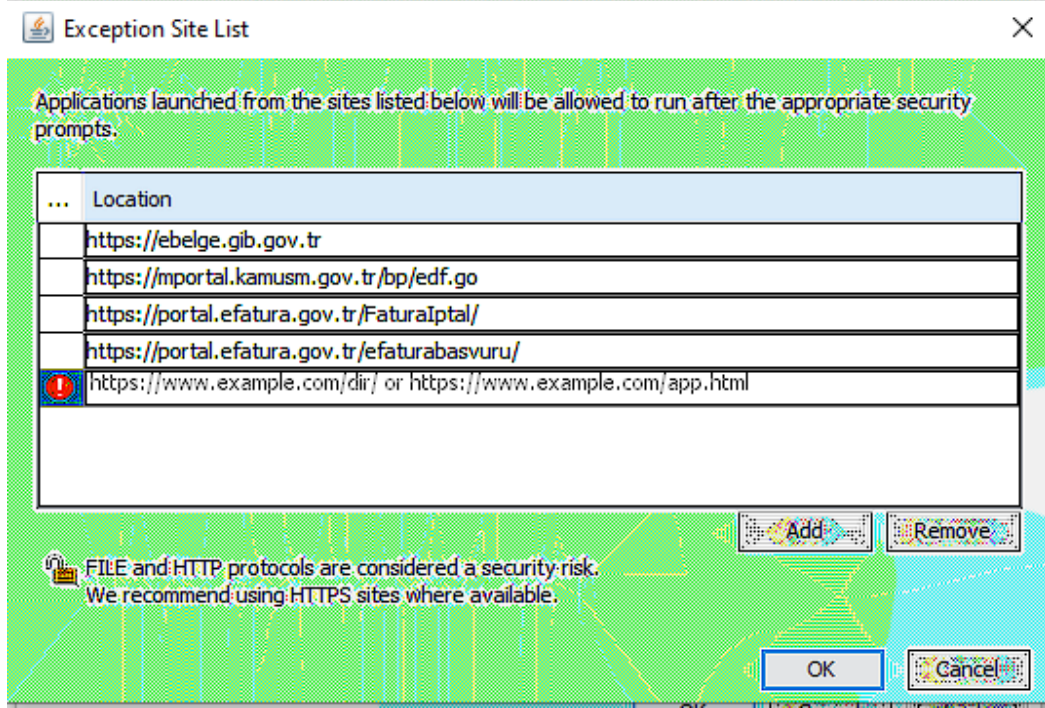 Exception Site List
Applications launched from the sites listed below will be allowed to run after the appropriate security
prompts.
... Location
https://ebelge.gib.gov.tr
https://mportal.kamusm.gov.tr/bp/edf.go
https://portal.efatura.gov.tr/FaturaIptal/
https://portal.efatura.gov.tr/efaturabasvuru/
https://www.example.com/dir/ or https://www.example.com/app.html
Add Remove
FILE and HTTP protocols are considered a security risk.
We recommend using HTTPS sites where available.
OK Cancel